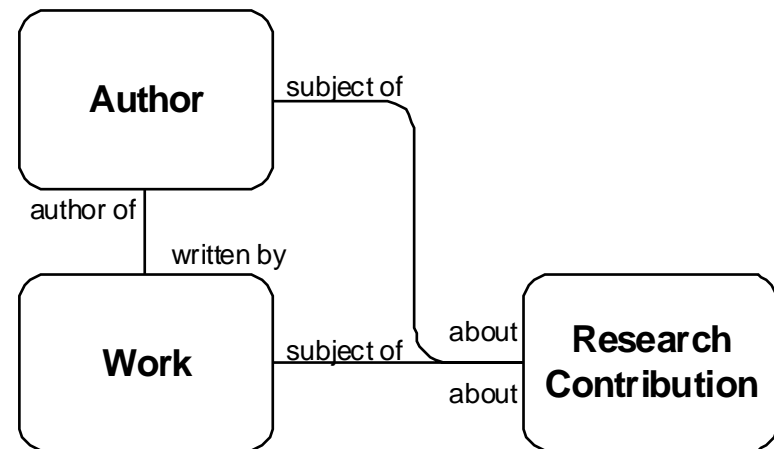 Author
subject of
author of
written by
Work
subject of
about
about
Research
Contribution